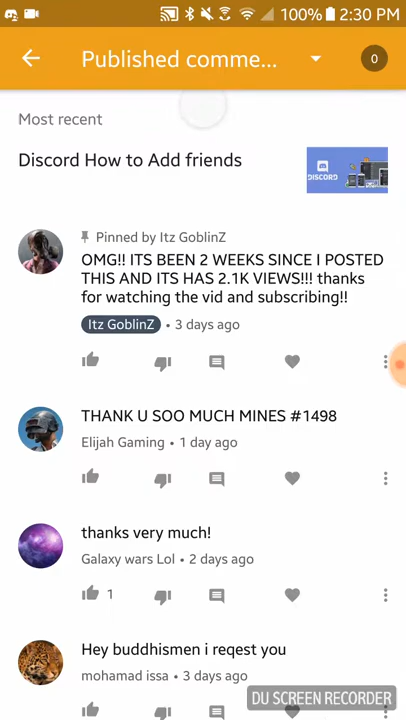 100% 2:30 PM
Published comme...
0
Most recent
Discord How to Add friends
DISCORD
Pinned by Itz GoblinZ
OMG!! ITS BEEN 2 WEEKS SINCE I POSTED
THIS AND ITS HAS 2.1K VIEWS!!! thanks
for watching the vid and subscribing!!
Itz GoblinZ • 3 days ago
THANK U SOO MUCH MINES #1498
Elijah Gaming • 1 day ago
thanks very much!
Galaxy wars Lol • 2 days ago
1
Hey buddhismen i reqest you
mohamad issa • 3 days ago
DU SCREEN RECORDER